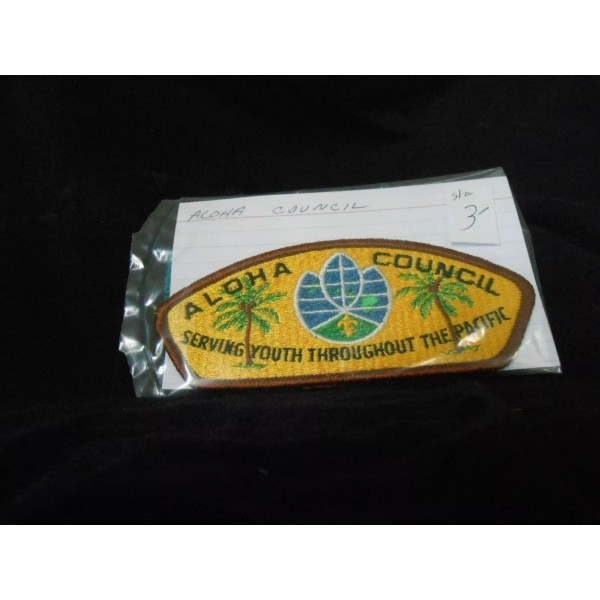 ALOHA COUNCIL
s/a
3-
ALOHA COUNCIL
SERVING YOUTH THROUGHOUT THE PACIFIC